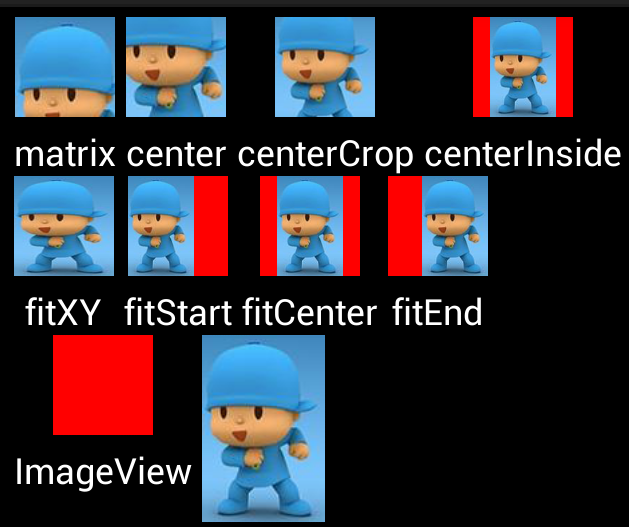 matrix center centerCrop centerInside
fitXY fitStart fitCenter fitEnd
ImageView